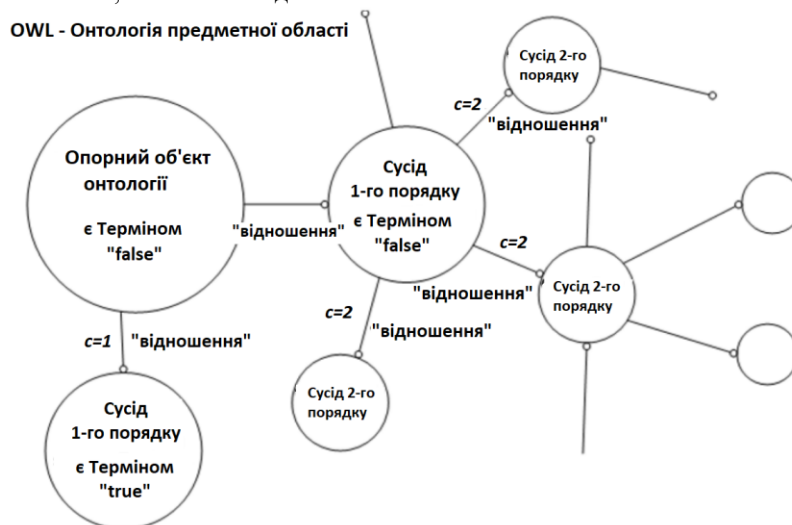 OWL - Онтологія предметної області
Сусід 2-го
порядку
c=2
"відношення"
Опорний об'єкт
онтології
є Терміном
"false"
"відношення"
Сусід
1-го порядку
є Терміном
"false"
c=2
"відношення"
Сусід 2-го
порядку
c=2
"відношення"
c=1
"відношення"
Сусід 2-го
порядку
Сусід
1-го порядку
є Терміном
"true"